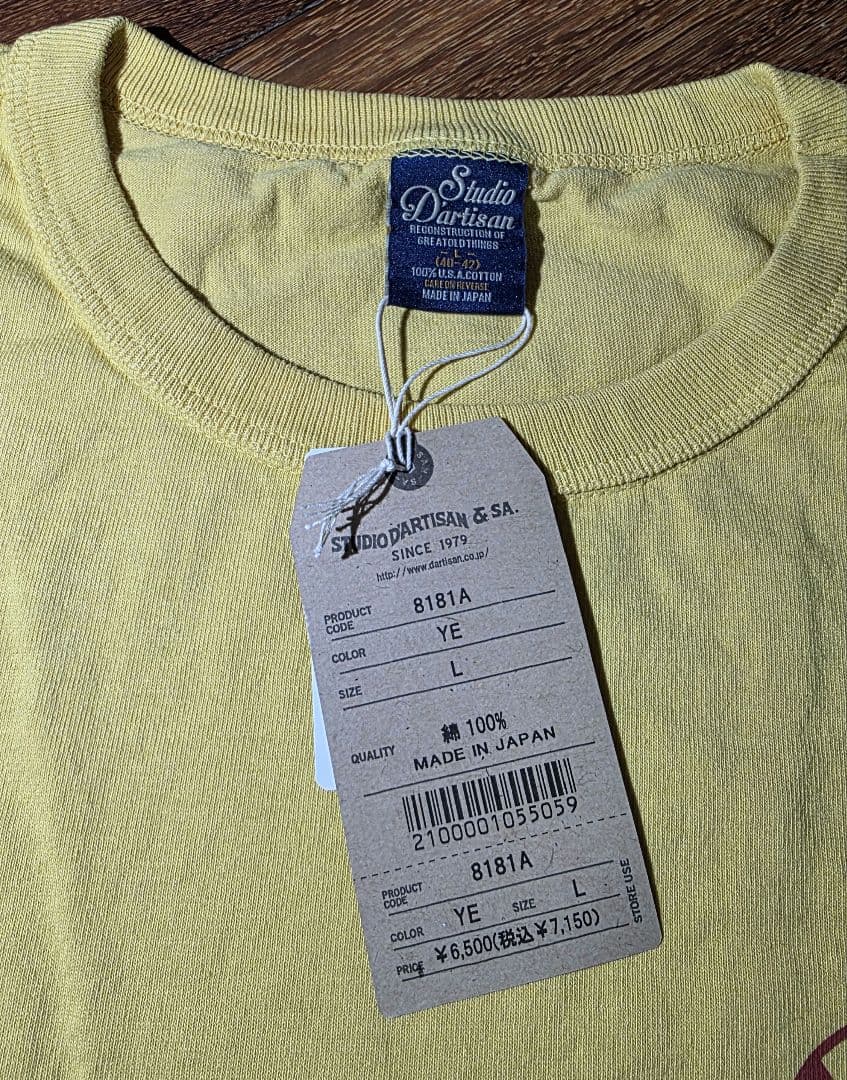 Studio
D'artisan
RECONSTRUCTION OF
GREAT OLD THINGS
- L -
(40-42)
100% U.S.A. COTTON
CARE ON REVERSE
MADE IN JAPAN
STUDIO D'ARTISAN & SA.
SINCE 1979
http://www.dartisan.co.jp/
PRODUCT CODE 8181A
COLOR YE
SIZE L
QUALITY 綿 100%
MADE IN JAPAN
2100001055059
PRODUCT CODE 8181A
COLOR YE SIZE L
PRICE ¥6,500(税込¥7,150)
STORE USE